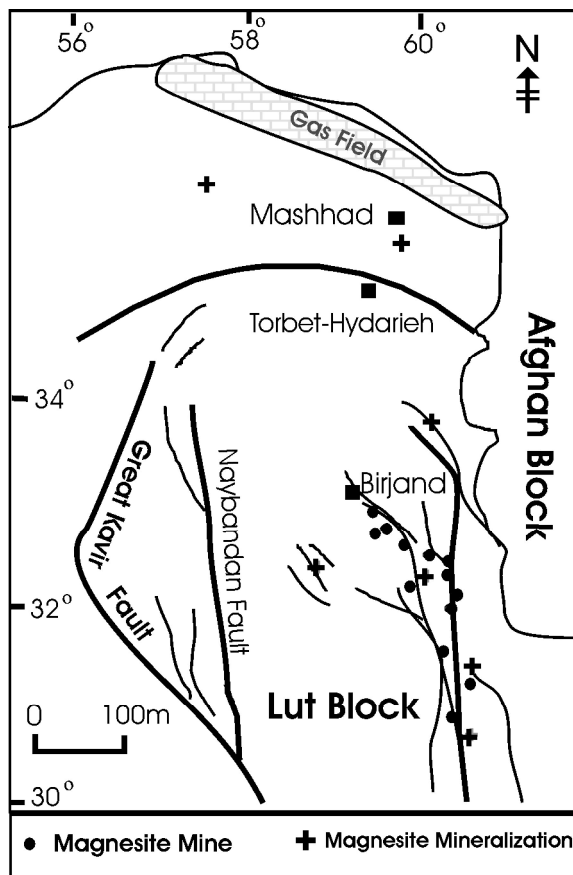 56° 58° 60°
N
Gas Field
Mashhad
Torbet-Hydarieh
Afghan Block
34°
Great Kavir
Fault
Naybandan Fault
Birjand
32°
Lut Block
0 100m
30°
Magnesite Mine Magnesite Mineralization